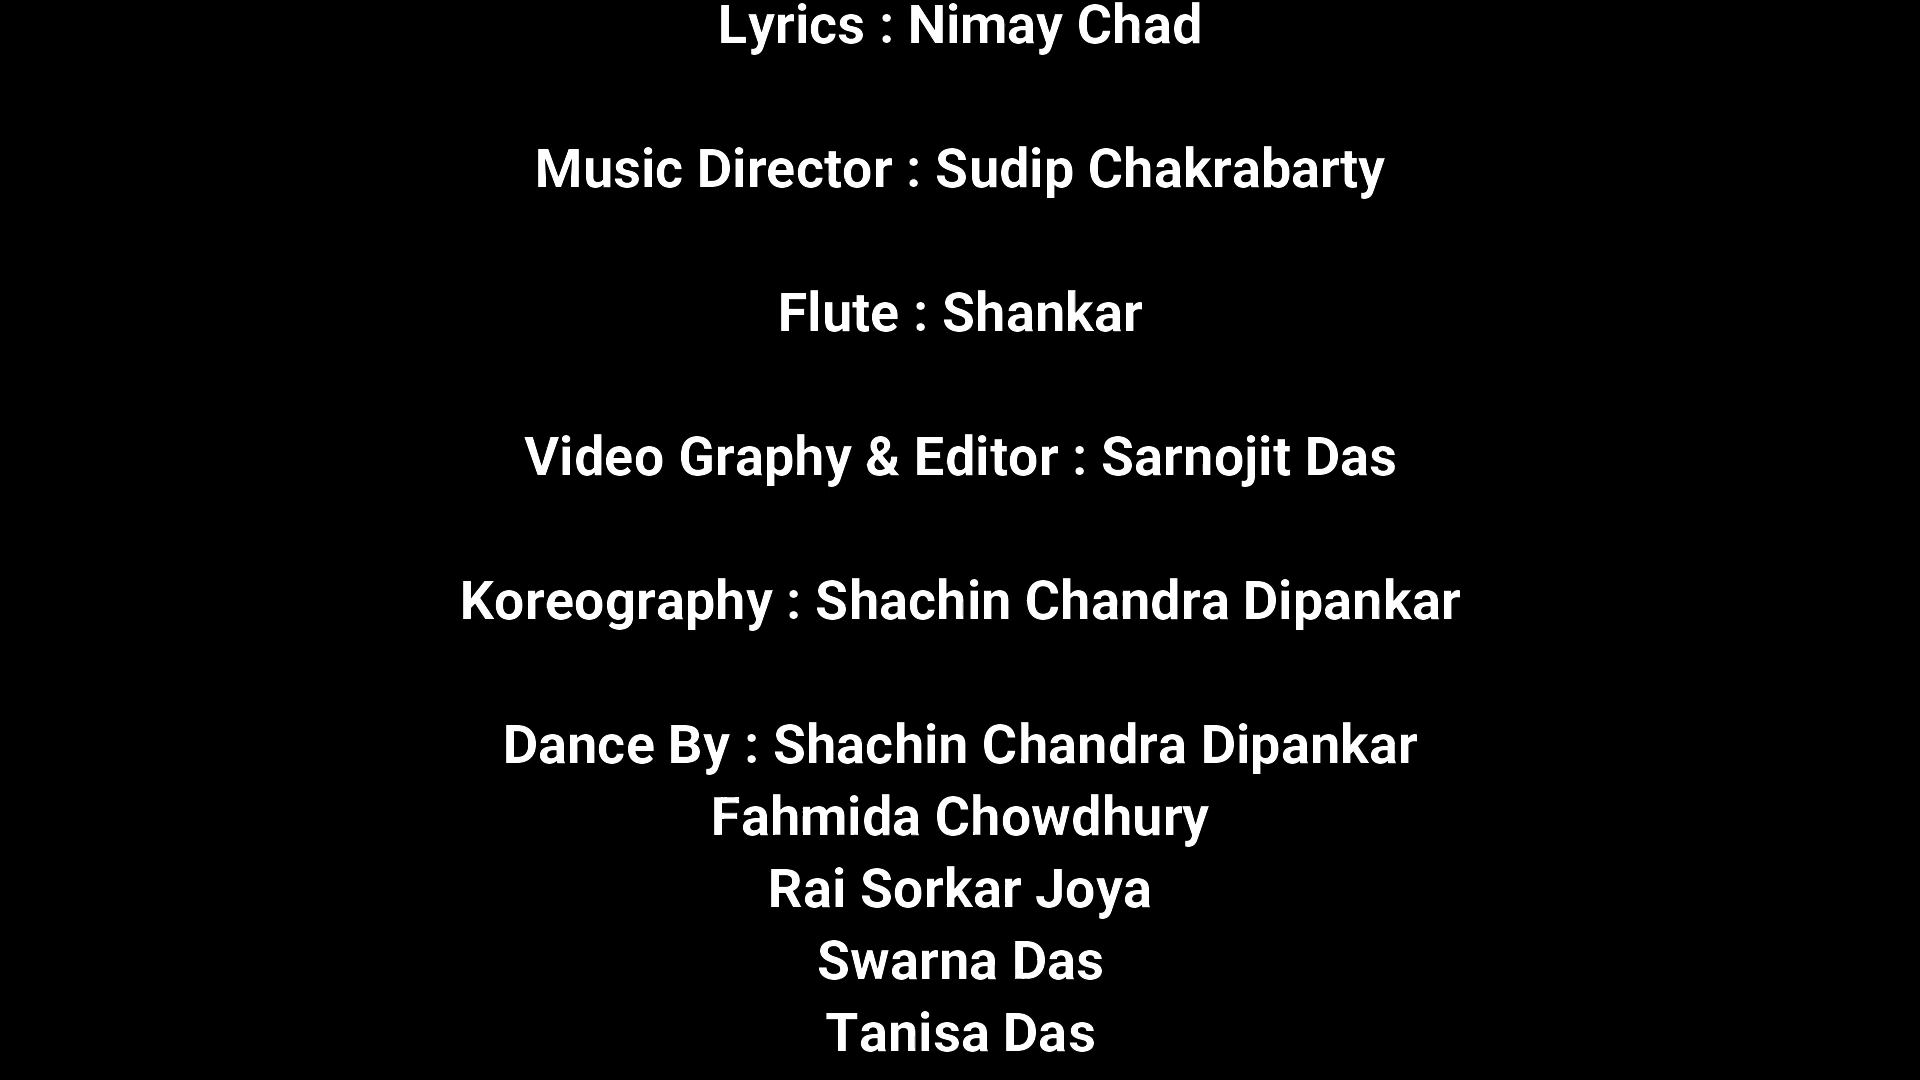 Lyrics : Nimay Chad
Music Director : Sudip Chakrabarty
Flute : Shankar
Video Graphy & Editor : Sarnojit Das
Koreography : Shachin Chandra Dipankar
Dance By : Shachin Chandra Dipankar
Fahmida Chowdhury
Rai Sorkar Joya
Swarna Das
Tanisa Das